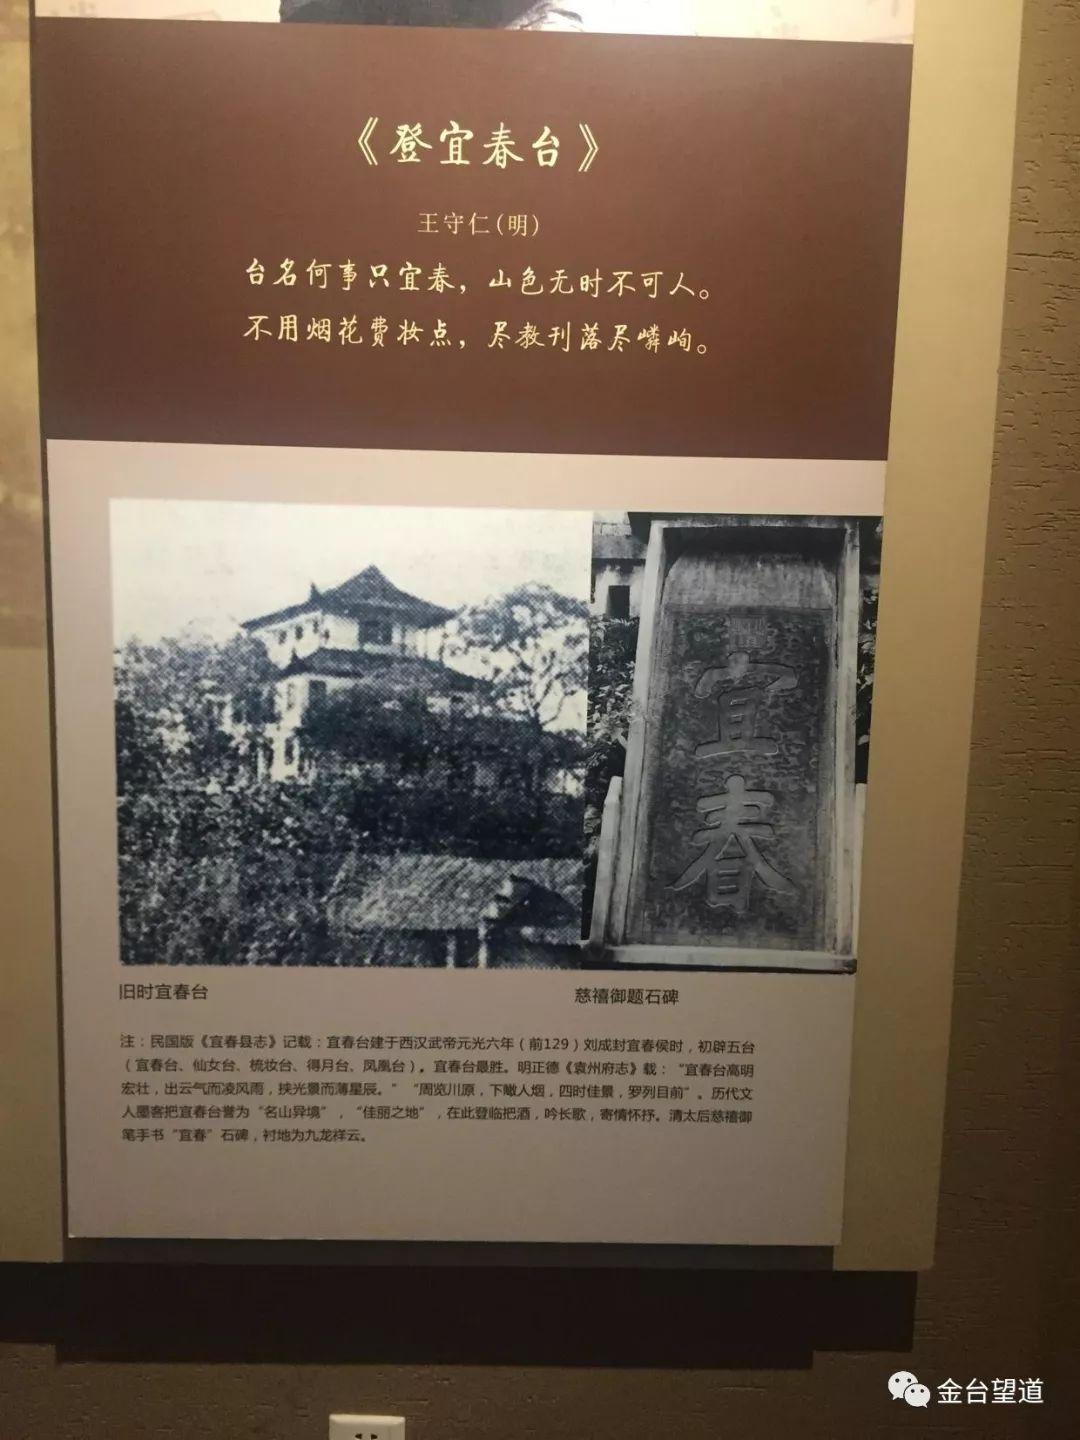 《登宜春台》
王守仁(明)
台名何事只宜春，山色无时不可人。
不用烟花费妆点，尽教刊落尽嶙峋。
宜春
旧时宜春台
慈禧御题石碑
注：民国版《宜春县志》记载：宜春台建于西汉武帝元光六年（前129）刘成封宜春侯时，初辟五台
（宜春台、仙女台、梳妆台、得月台、凤凰台）。宜春台最胜。明正德《袁州府志》载：“宜春台高明
宏壮，出云气而凌风雨，挟光景而薄星辰。”“周览川原，下瞰人烟，四时佳景，罗列目前”。历代文
人墨客把宜春台誉为“名山异境”，“佳丽之地”，在此登临把酒，吟长歌，寄情怀抒。清太后慈禧御
笔手书“宜春”石碑，衬地为九龙祥云。
金台望道